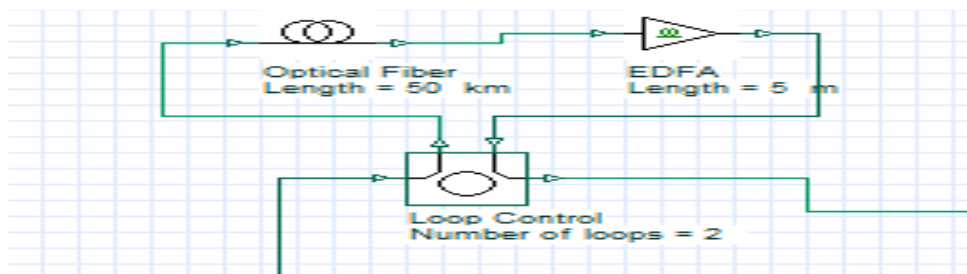 Optical Fiber
Length = 50 km
EDFA
Length = 5 m
Loop Control
Number of loops = 2